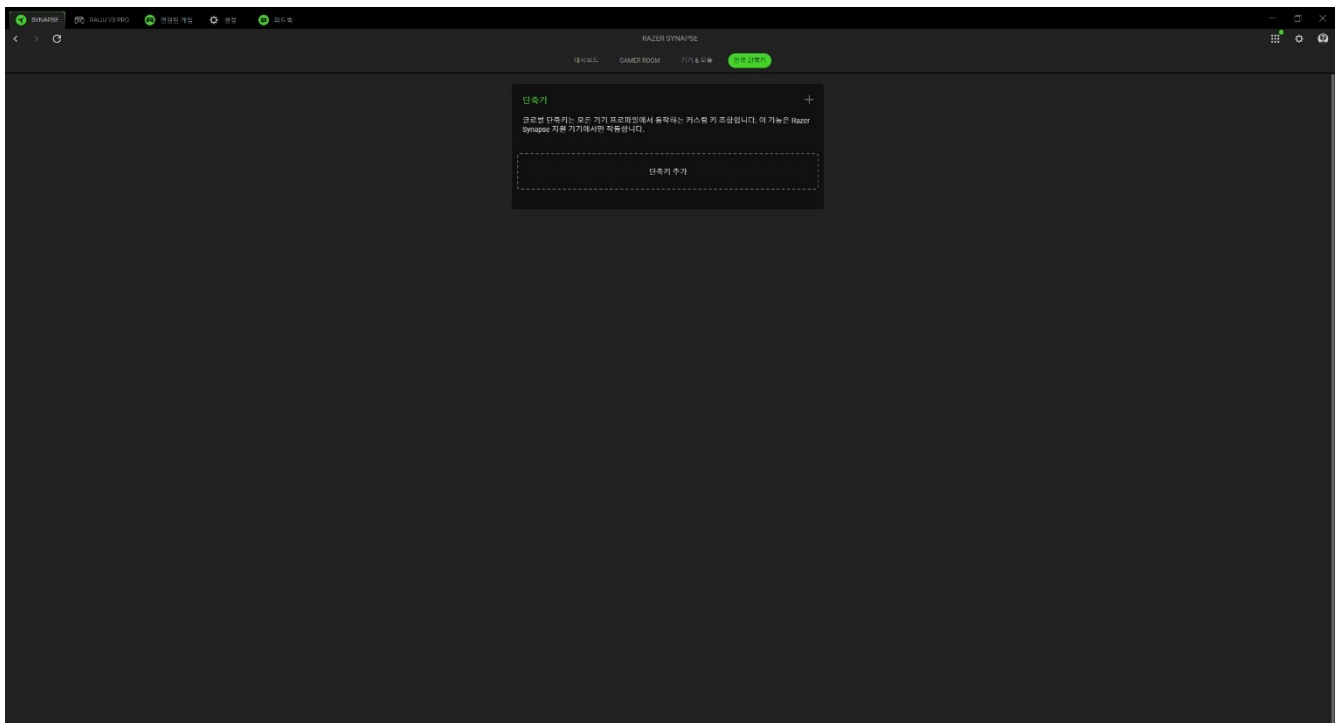 SYNAPSE
RAIJU V3 PRO
연결된 게임
설정
피드백
RAZER SYNAPSE
대시보드
GAMER ROOM
기기 & 모듈
전역 단축키
단축키
글로벌 단축키는 모든 기기 프로파일에서 동작하는 커스텀 키 조합입니다. 이 기능은 Razer
Synapse 지원 기기에서만 작동합니다.
단축키 추가